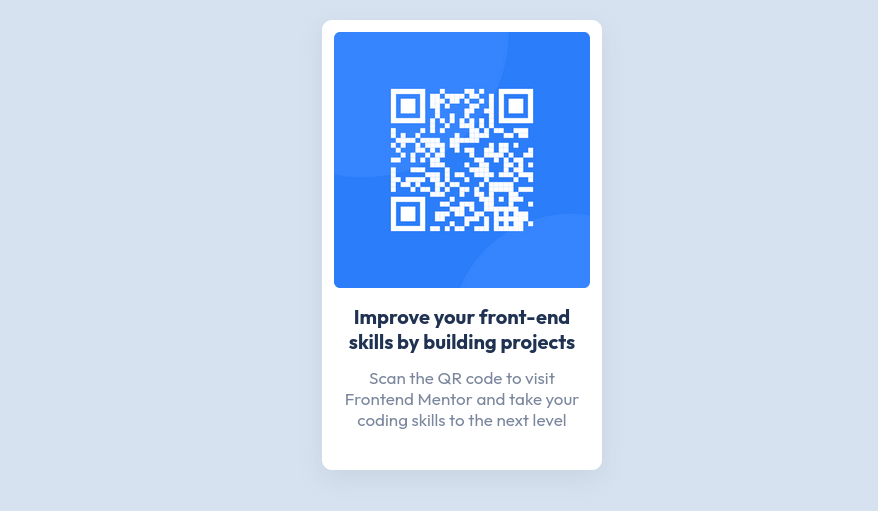 Improve your front-end
skills by building projects
Scan the QR code to visit
Frontend Mentor and take your
coding skills to the next level